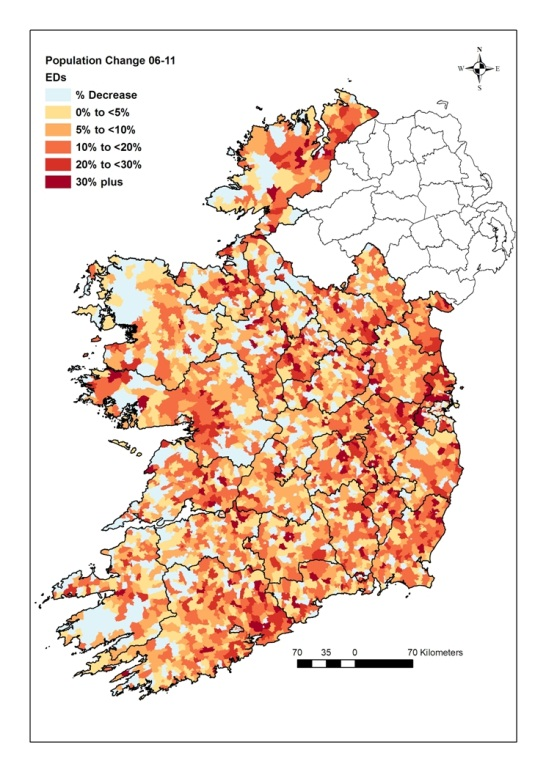 Population Change 06-11
EDs
% Decrease
0% to <5%
5% to <10%
10% to <20%
20% to <30%
30% plus
N
W E
S
70 35 0 70 Kilometers